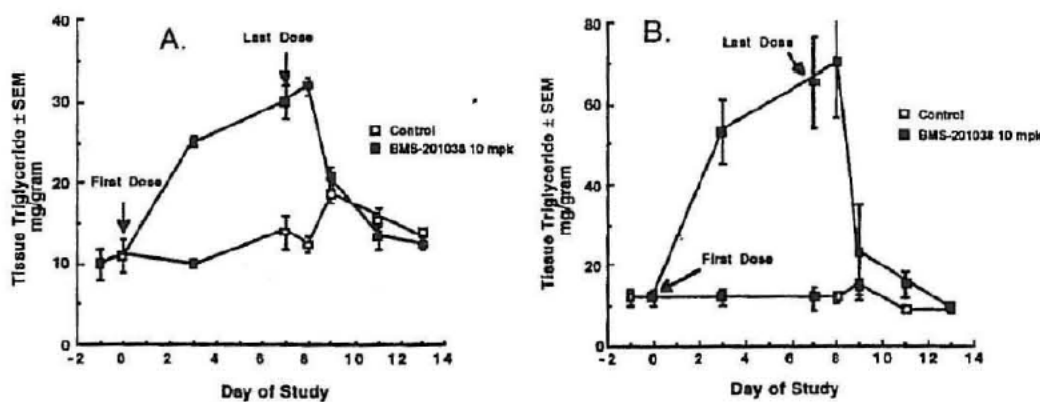 A.
40
30
20
10
0
Tissue Triglyceride ± SEM
mg/gram
Last Dose
First Dose
Control
BMS-201038 10 mpk
-2 0 2 4 6 8 10 12 14
Day of Study
B.
80
60
40
20
0
Tissue Triglyceride ± SEM
mg/gram
Last Dose
First Dose
Control
BMS-201038 10 mpk
-2 0 2 4 6 8 10 12 14
Day of Study